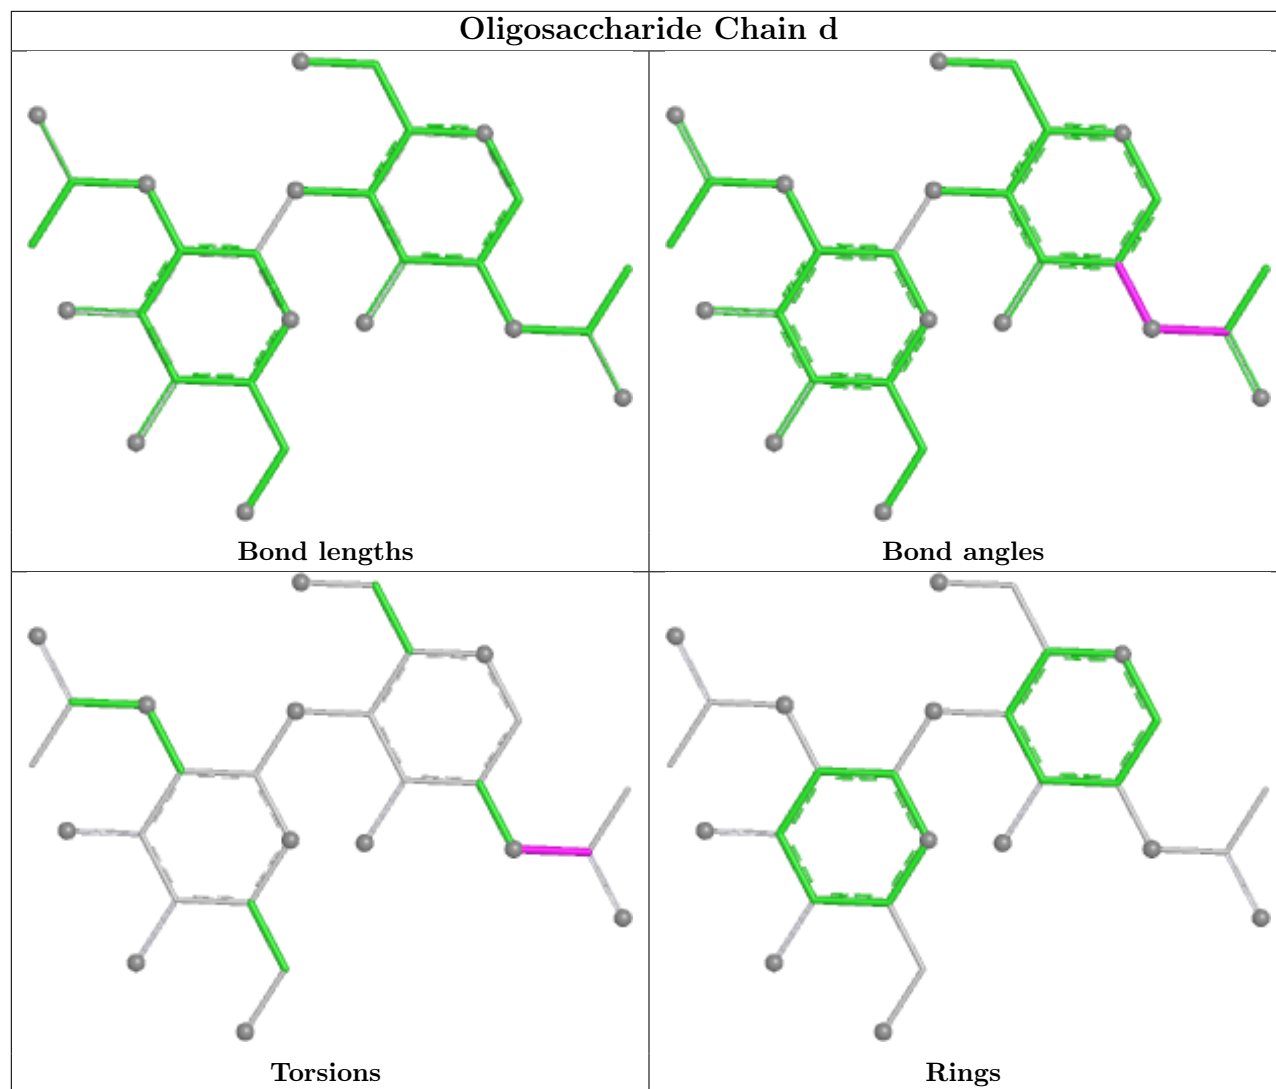 Oligosaccharide Chain d
Bond lengths
Bond angles
Torsions
Rings